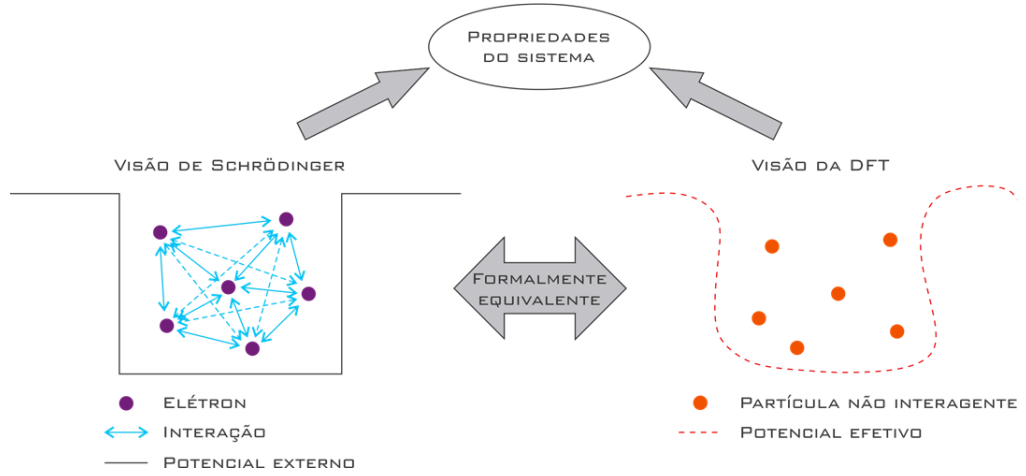 PROPRIEDADES
DO SISTEMA
VISÃO DE SCHRÖDINGER
VISÃO DA DFT
FORMALMENTE
EQUIVALENTE
ELÉTRON
INTERAÇÃO
POTENCIAL EXTERNO
PARTÍCULA NÃO INTERAGENTE
POTENCIAL EFETIVO